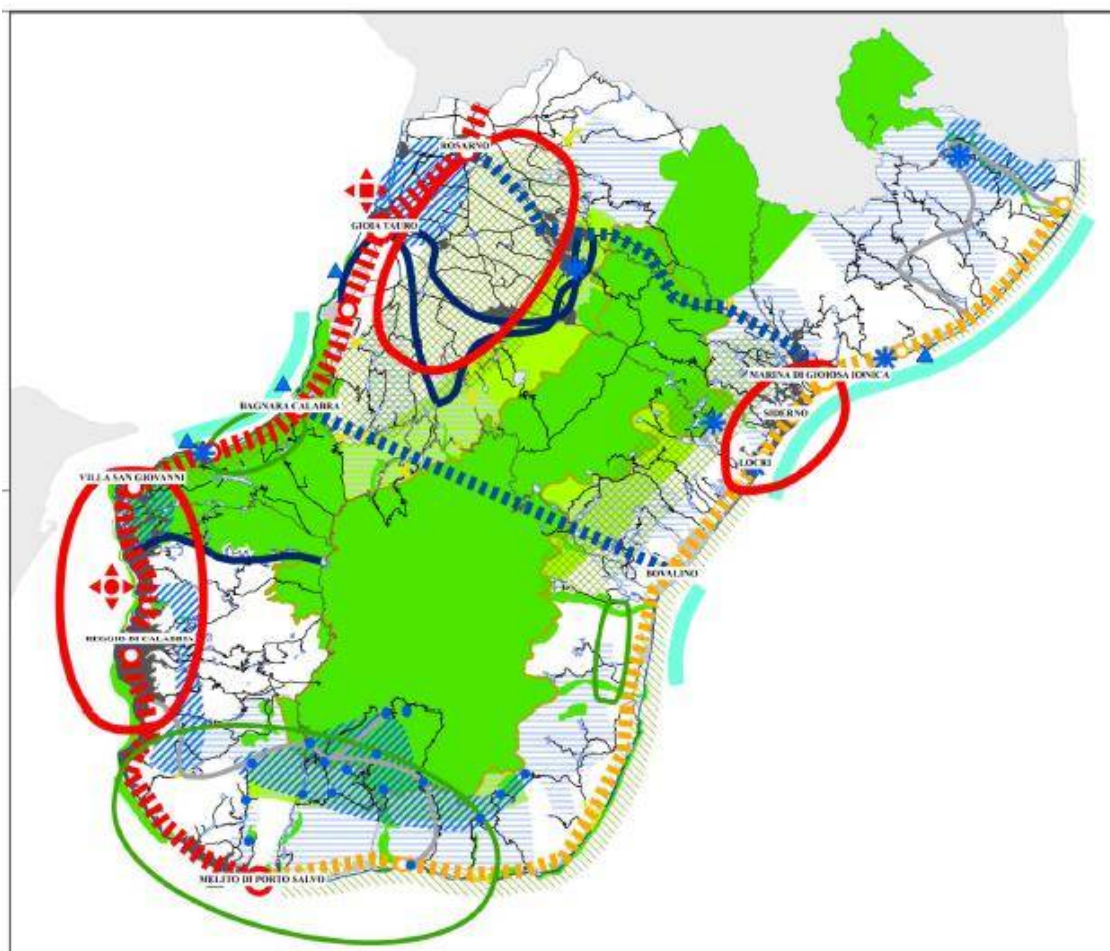 ROSARNO
GIOIA TAURO
MARINA DI GIOIOSA IONICA
BAGNARA CALABRA
SIDERNO
LOCRI
VILLA SAN GIOVANNI
BOVALINO
REGGIO DI CALABRIA
MELITO DI PORTO SALVO